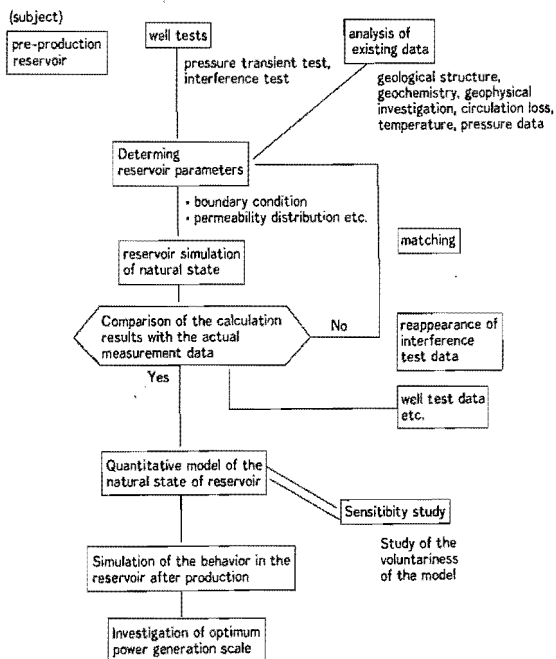 (subject)
pre-production
reservoir
well tests
pressure transient test,
interference test
analysis of
existing data
geological structure,
geochemistry, geophysical
investigation, circulation loss,
temperature, pressure data
Determing
reservoir parameters
• boundary condition
• permeability distribution etc.
reservoir simulation
of natural state
matching
Comparison of the calculation
results with the actual
measurement data
No
reappearance of
interference
test data
Yes
well test data
etc.
Quantitative model of the
natural state of reservoir
Sensitibity study
Study of the
voluntariness
of the model
Simulation of the behavior in the
reservoir after production
Investigation of optimum
power generation scale